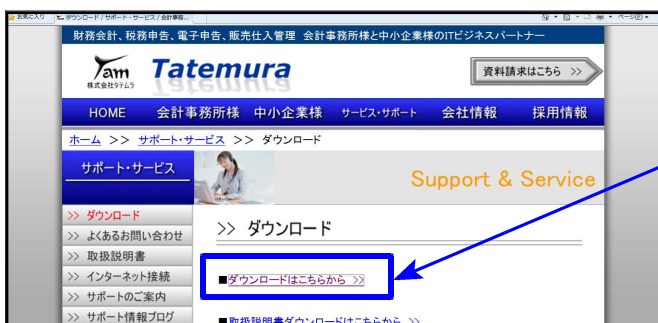 お気に入り
ダウンロード / サポート・サービス / 会計事務...
ページ(P)
財務会計、税務申告、電子申告、販売仕入管理 会計事務所様と中小企業様のITビジネスパートナー
Tam
株式会社タテムラ
Tatemura
資料請求はこちら >>
HOME 会計事務所様 中小企業様 サービス・サポート 会社情報 採用情報
ホーム >> サポート・サービス >> ダウンロード
サポート・サービス
Support & Service
>> ダウンロード
>> よくあるお問い合わせ
>> 取扱説明書
>> インターネット接続
>> サポートのご案内
>> サポート情報ブログ
>> ダウンロード
■ダウンロードはこちらから >>
■取扱説明書ダウンロードはこちらから >>